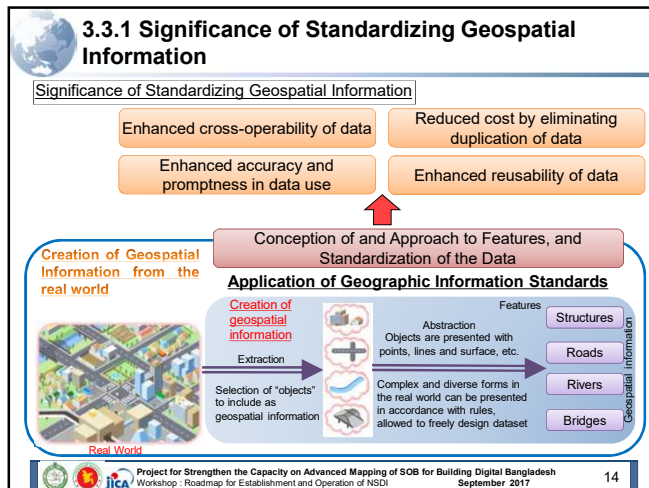 3.3.1 Significance of Standardizing Geospatial
Information
Significance of Standardizing Geospatial Information
Enhanced cross-operability of data
Reduced cost by eliminating
duplication of data
Enhanced accuracy and
promptness in data use
Enhanced reusability of data
Conception of and Approach to Features, and
Standardization of the Data
Creation of Geospatial
Information from the
real world
Application of Geographic Information Standards
Creation of
geospatial
information
Extraction
Selection of “objects”
to include as
geospatial information
Real World
Features
Abstraction
Objects are presented with
points, lines and surface, etc.
Complex and diverse forms in
the real world can be presented
in accordance with rules,
allowed to freely design dataset
Structures
Roads
Rivers
Bridges
Geospatial information
jica
Project for Strengthen the Capacity on Advanced Mapping of SOB for Building Digital Bangladesh
Workshop : Roadmap for Establishment and Operation of NSDI September 2017
14